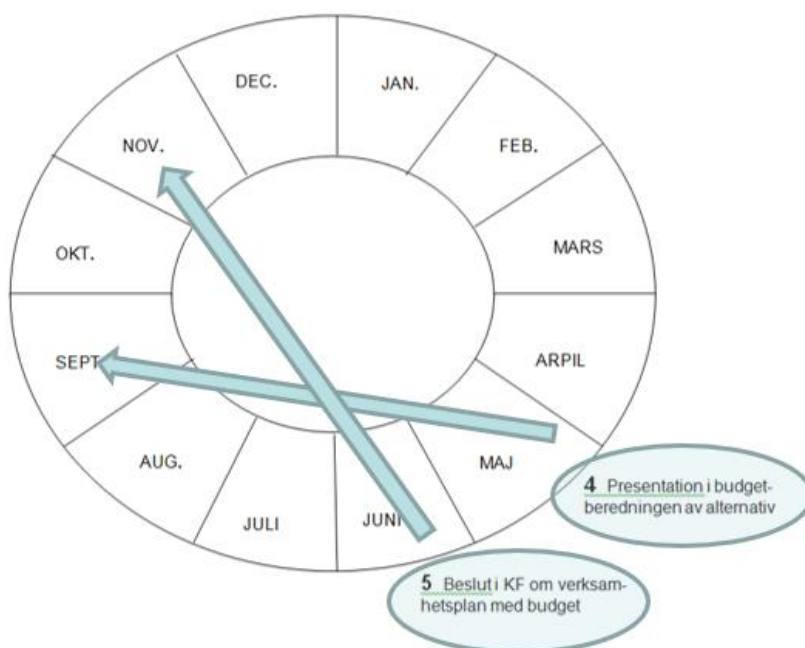 DEC.
JAN.
NOV.
FEB.
OKT.
MARS
SEPT
ARPIL
AUG.
MAJ
JULI
JUNI
4 Presentation i budget-
beredningen av alternativ
5 Beslut i KF om verksam-
hetsplan med budget